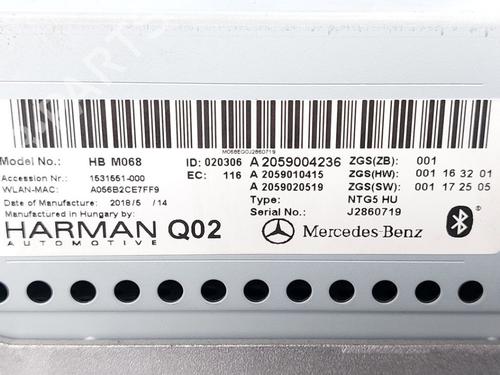 M068EG0J2860719
Model No.: HB M068 ID: 020306 A 2059004236 ZGS(ZB): 001
Accession Nr.: 1531551-000 EC: 116 A 2059010415 ZGS(HW): 001 16 32 01
WLAN-MAC: A056B2CE7FF9 A 2059020519 ZGS(SW): 001 17 25 05
Date of Manufacture: 2018/5 / 14 Type: NTG5 HU
Manufactured in Hungary by: Serial No.: J2860719
HARMAN Q02 Mercedes-Benz
AUTOMOTIVE